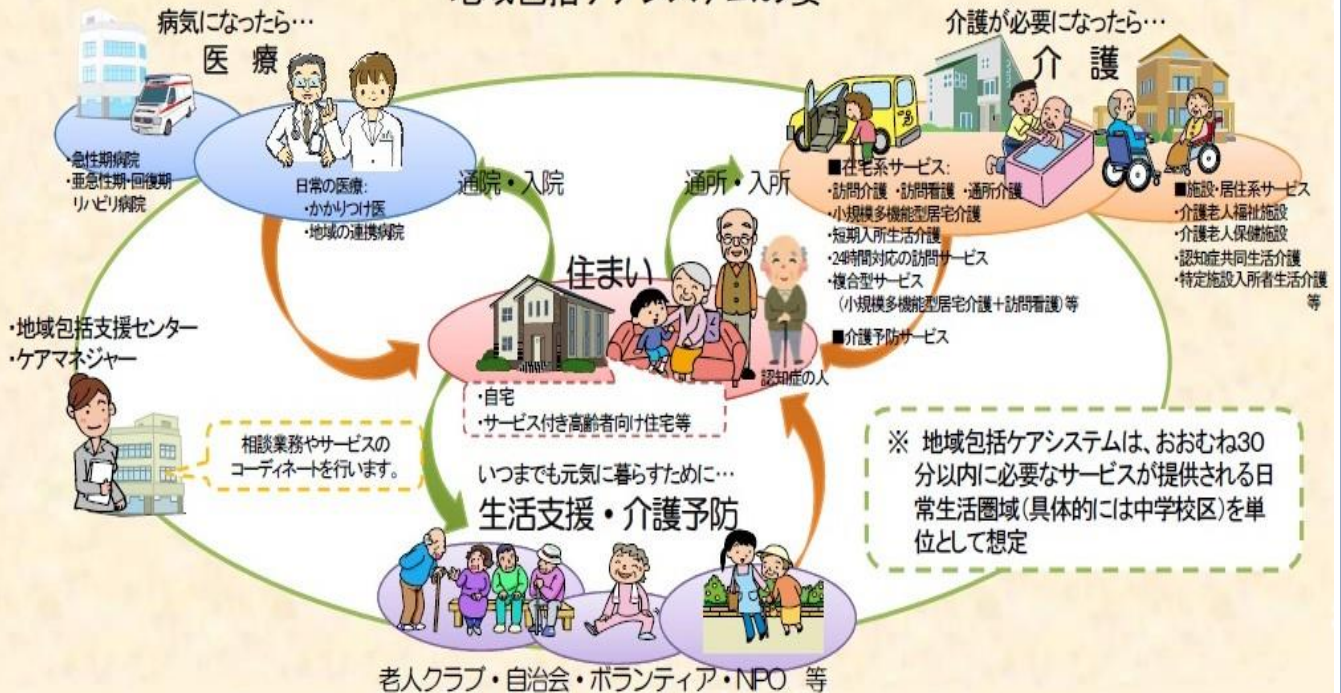 病気になったら…
医　療
・急性期病院
・亜急性期・回復期
リハビリ病院
日常の医療：
・かかりつけ医
・地域の連携病院
通院・入院
通所・入所
介護が必要になったら…
介　護
■在宅系サービス：
・訪問介護 ・訪問看護 ・通所介護
・小規模多機能型居宅介護
・短期入所生活介護
・24時間対応の訪問サービス
・複合型サービス
（小規模多機能型居宅介護＋訪問看護）等
■介護予防サービス
■施設・居住系サービス
・介護老人福祉施設
・介護老人保健施設
・認知症共同生活介護
・特定施設入所者生活介護
等
住まい
認知症の人
・自宅
・サービス付き高齢者向け住宅等
・地域包括支援センター
・ケアマネジャー
相談業務やサービスの
コーディネートを行います。
いつまでも元気に暮らすために…
生活支援・介護予防
老人クラブ・自治会・ボランティア・NPO　等
※　地域包括ケアシステムは、おおむね30
分以内に必要なサービスが提供される日
常生活圏域（具体的には中学校区）を単
位として想定